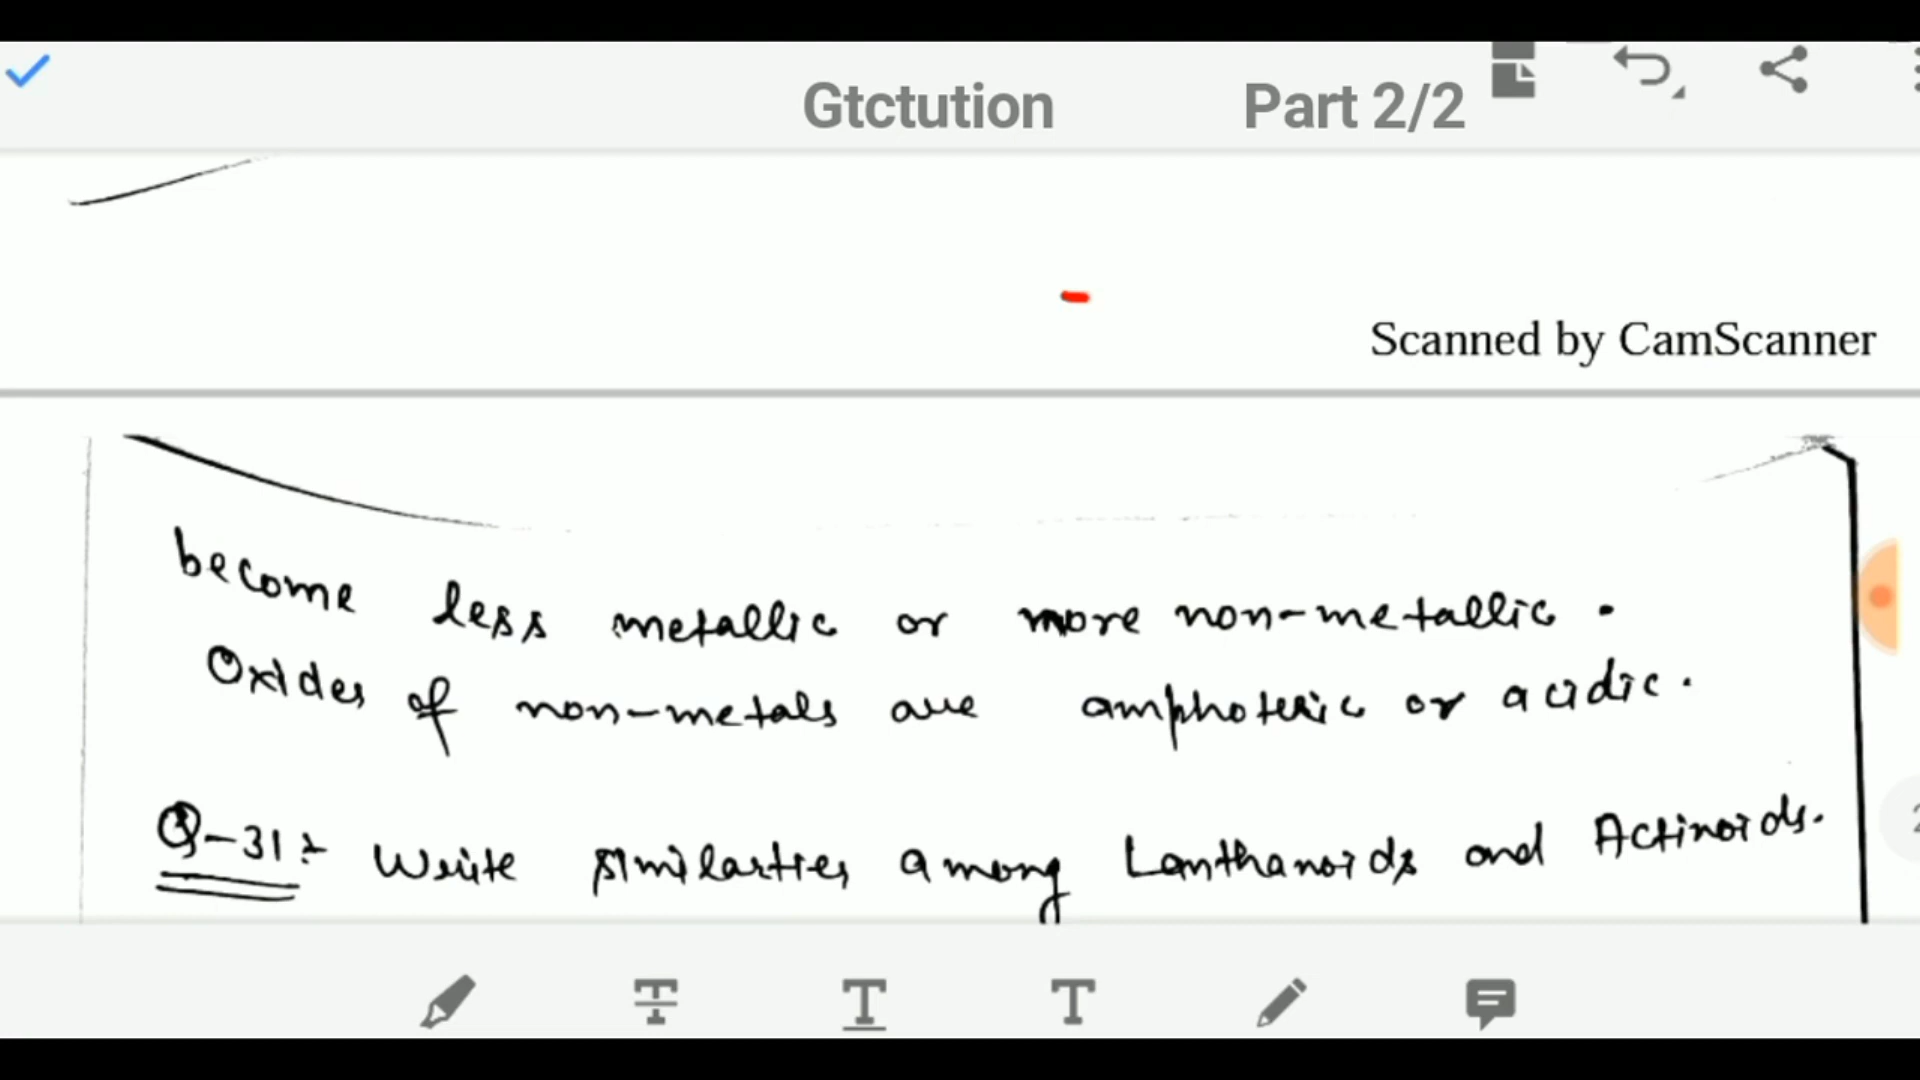 Gtctution Part 2/2
Scanned by CamScanner
become less metallic or more non-metallic.
Oxides of non-metals are amphoteric or acidic.
Q-31:- Write similarties among Lanthanoids and Actinoids.